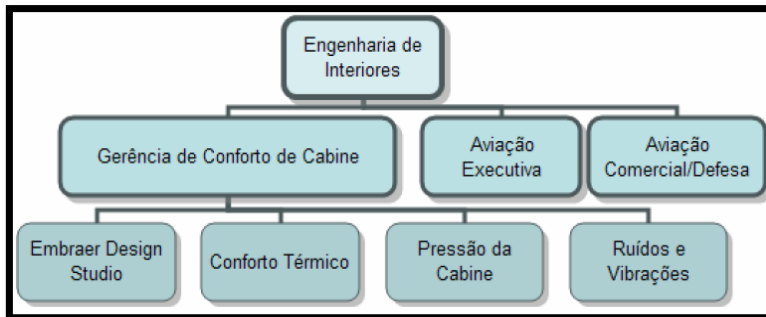 Engenharia de
Interiores
Gerência de Conforto de Cabine
Aviação
Executiva
Aviação
Comercial/Defesa
Embraer Design
Studio
Conforto Térmico
Pressão da
Cabine
Ruídos e
Vibrações